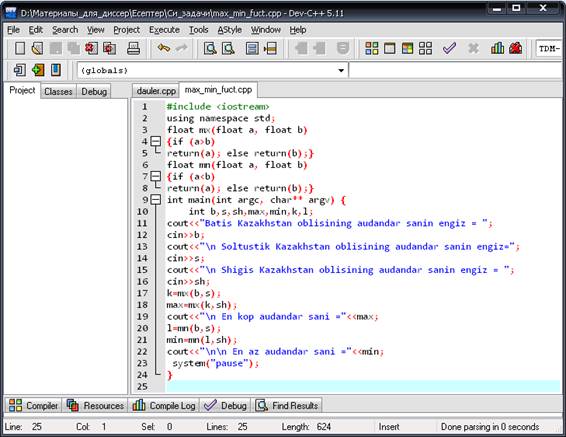 D:\Материалы_для_диссер\Есептер\Си_задачи\max_min_fuct.cpp - Dev-C++ 5.11
File Edit Search View Project Execute Tools AStyle Window Help
TDM-
(globals)
Project Classes Debug
dauler.cpp max_min_fuct.cpp
1 #include <iostream>
2 using namespace std;
3 float mx(float a, float b)
4 {if (a>b)
5 return(a); else return(b);}
6 float mn(float a, float b)
7 {if (a<b)
8 return(a); else return(b);}
9 int main(int argc, char** argv) {
10 int b,s,sh,max,min,k,l;
11 cout<<"Batis Kazakhstan oblisining audandar sanin engiz = ";
12 cin>>b;
13 cout<<"\n Soltustik Kazakhstan oblisining audandar sanin engiz=";
14 cin>>s;
15 cout<<"\n Shigis Kazakhstan oblisining audandar sanin engiz = ";
16 cin>>sh;
17 k=mx(b,s);
18 max=mx(k,sh);
19 cout<<"\n En kop audandar sani ="<<max;
20 l=mn(b,s);
21 min=mn(l,sh);
22 cout<<"\n\n En az audandar sani ="<<min;
23 system("pause");
24 }
25
Compiler Resources Compile Log Debug Find Results
Line: 25 Col: 1 Sel: 0 Lines: 25 Length: 624 Insert Done parsing in 0 seconds